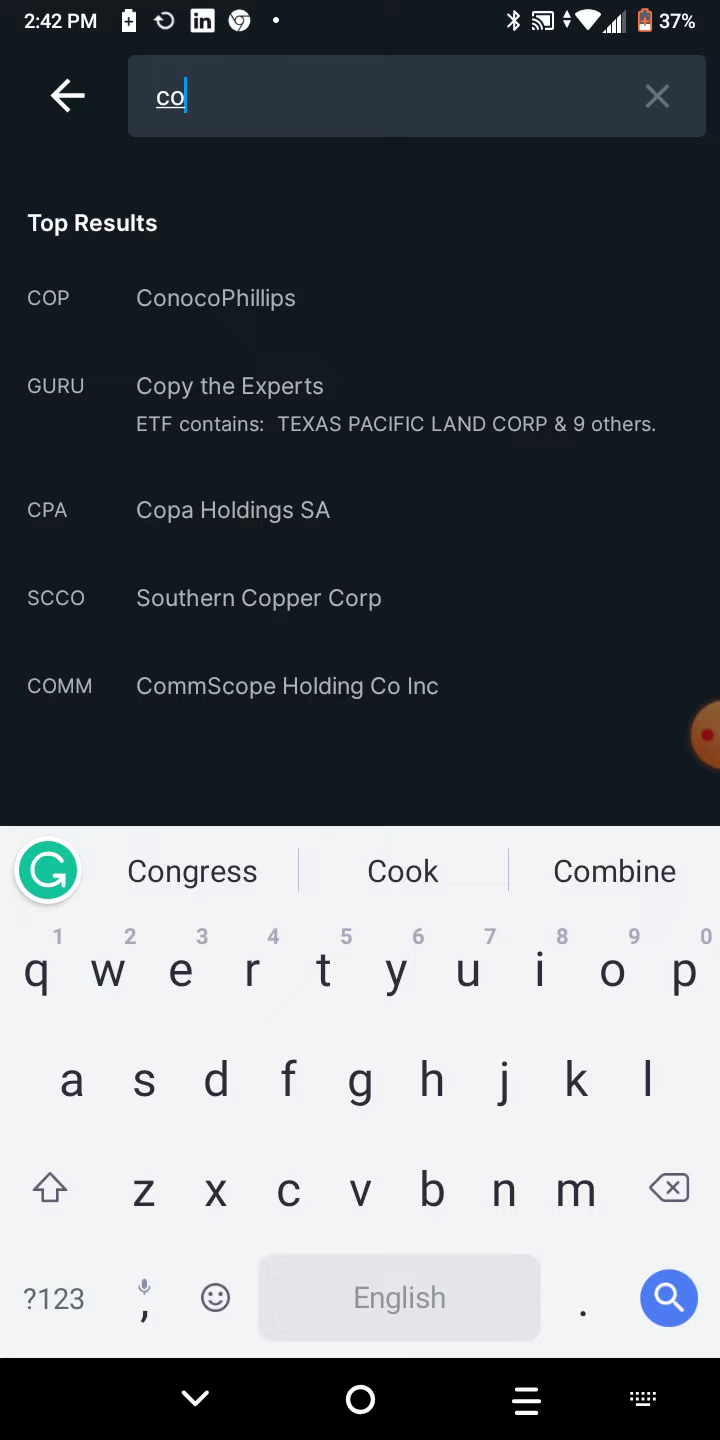 2:42 PM in 37%
co
Top Results
COP ConocoPhillips
GURU Copy the Experts
ETF contains: TEXAS PACIFIC LAND CORP & 9 others.
CPA Copa Holdings SA
SCCO Southern Copper Corp
COMM CommScope Holding Co Inc
G Congress Cook Combine
1 2 3 4 5 6 7 8 9 0
q w e r t y u i o p
a s d f g h j k l
z x c v b n m
?123 , English .